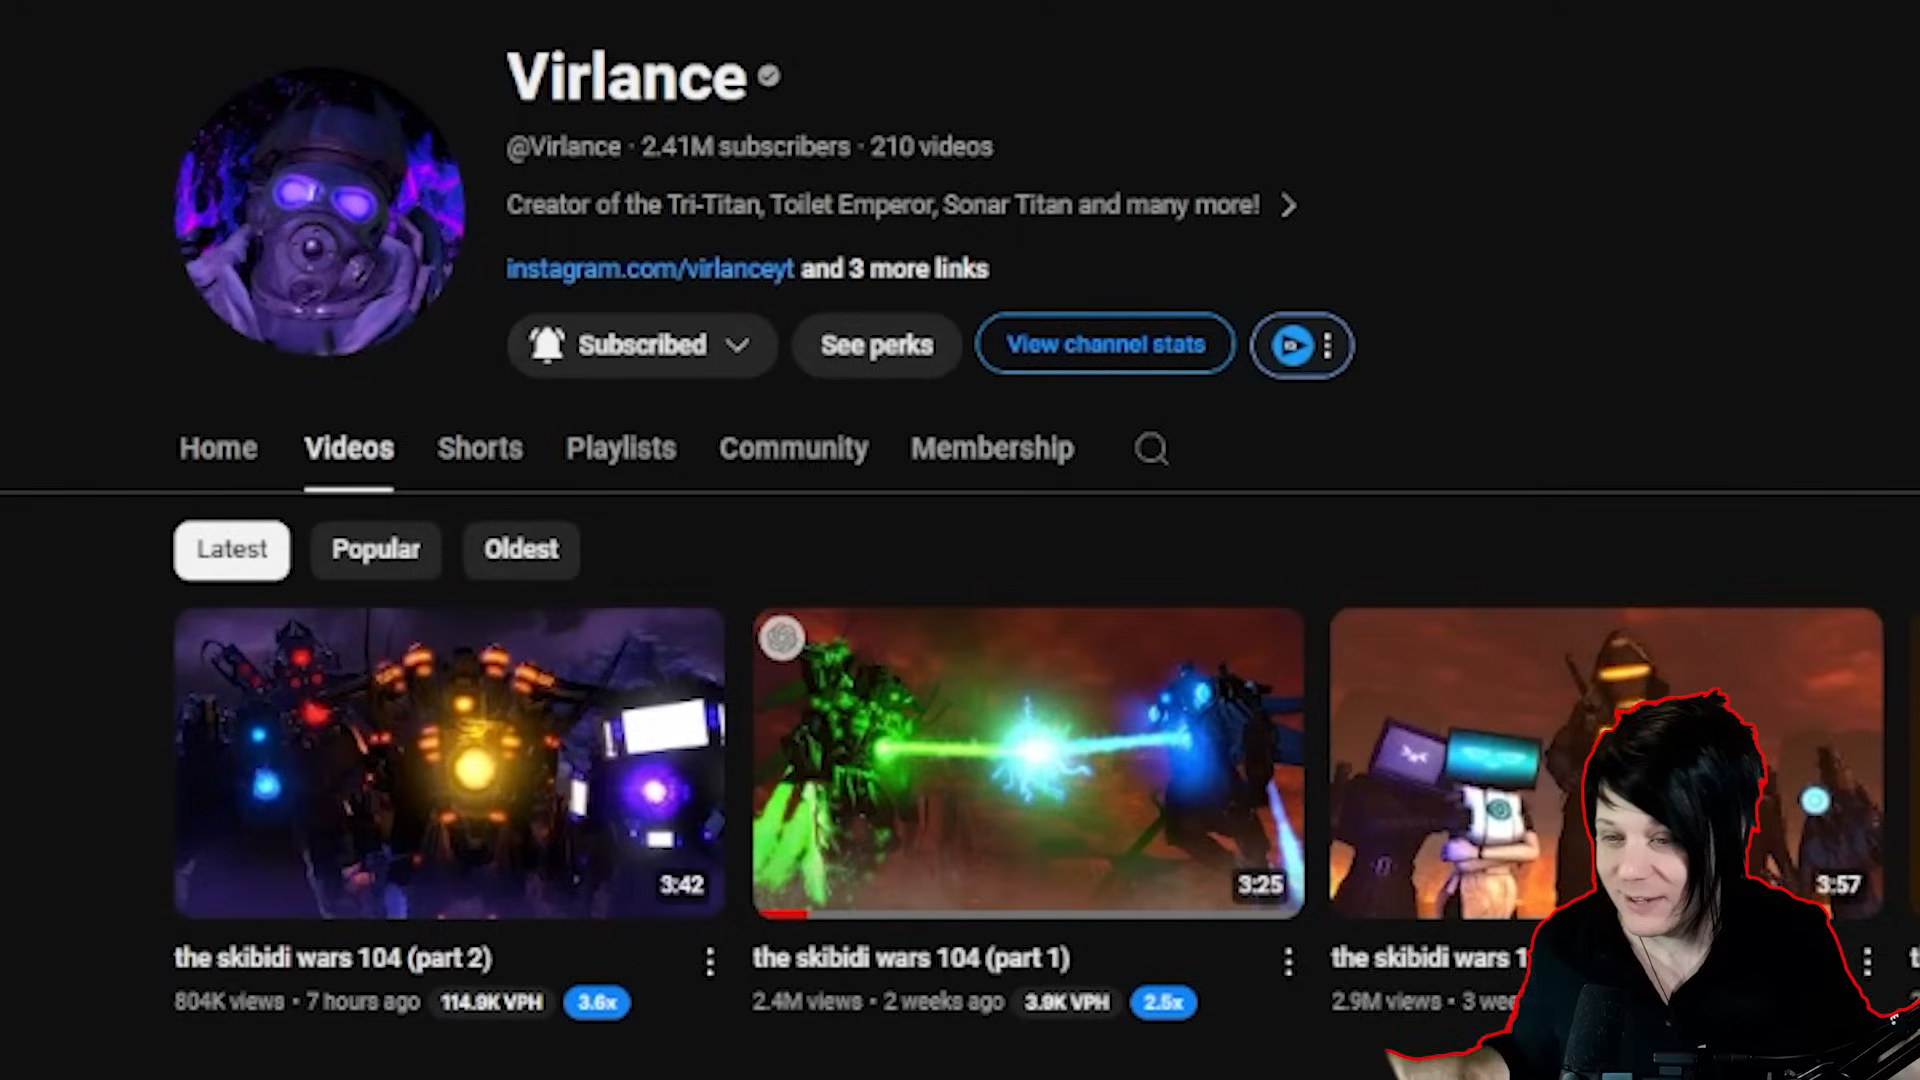 Virlance
@Virlance · 2.41M subscribers · 210 videos
Creator of the Tri-Titan, Toilet Emperor, Sonar Titan and many more!
instagram.com/virlanceyt and 3 more links
Subscribed See perks View channel stats
Home Videos Shorts Playlists Community Membership
Latest Popular Oldest
3:42 3:25 3:57
the skibidi wars 104 (part 2) the skibidi wars 104 (part 1) the skibidi wars 1
804K views • 7 hours ago 114.9K VPH 3.6x 2.4M views • 2 weeks ago 3.9K VPH 2.5x 2.9M views • 3 wee